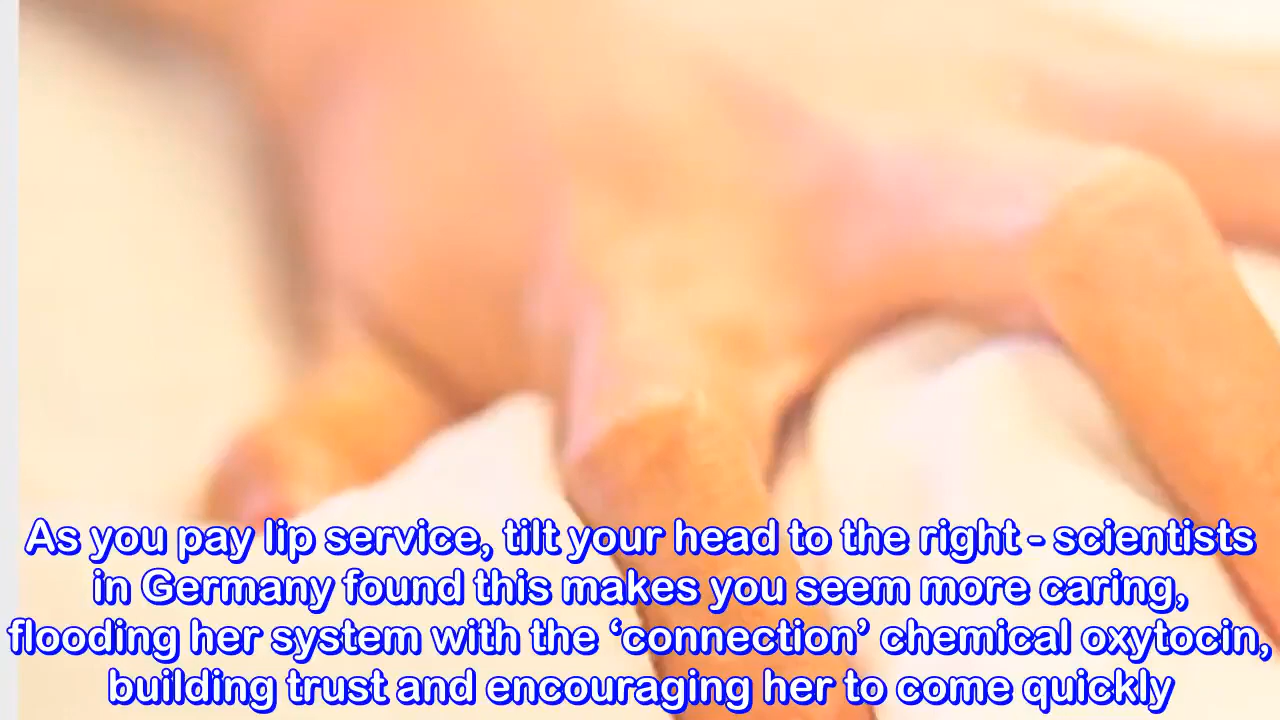 As you pay lip service, tilt your head to the right - scientists
in Germany found this makes you seem more caring,
flooding her system with the ‘connection’ chemical oxytocin,
building trust and encouraging her to come quickly